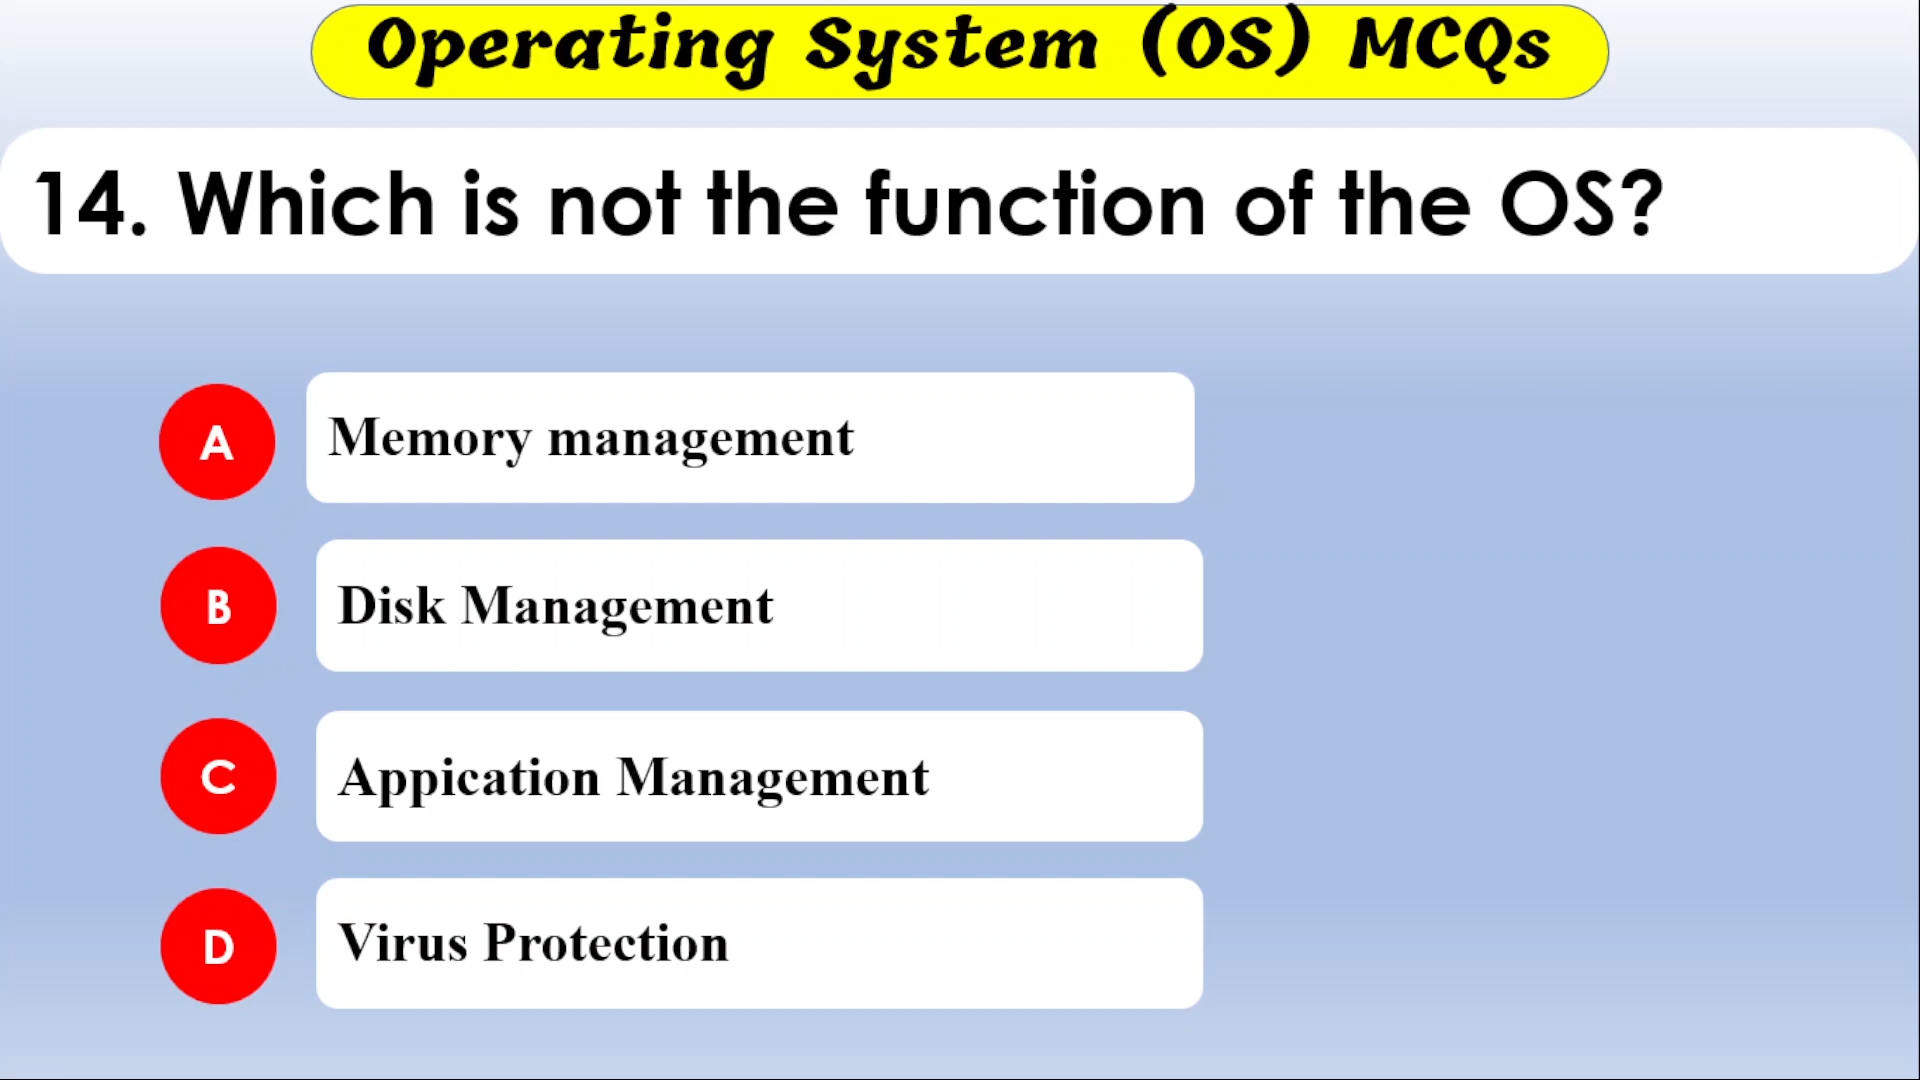 Operating System (OS) MCQs
14. Which is not the function of the OS?
A Memory management
B Disk Management
C Appication Management
D Virus Protection